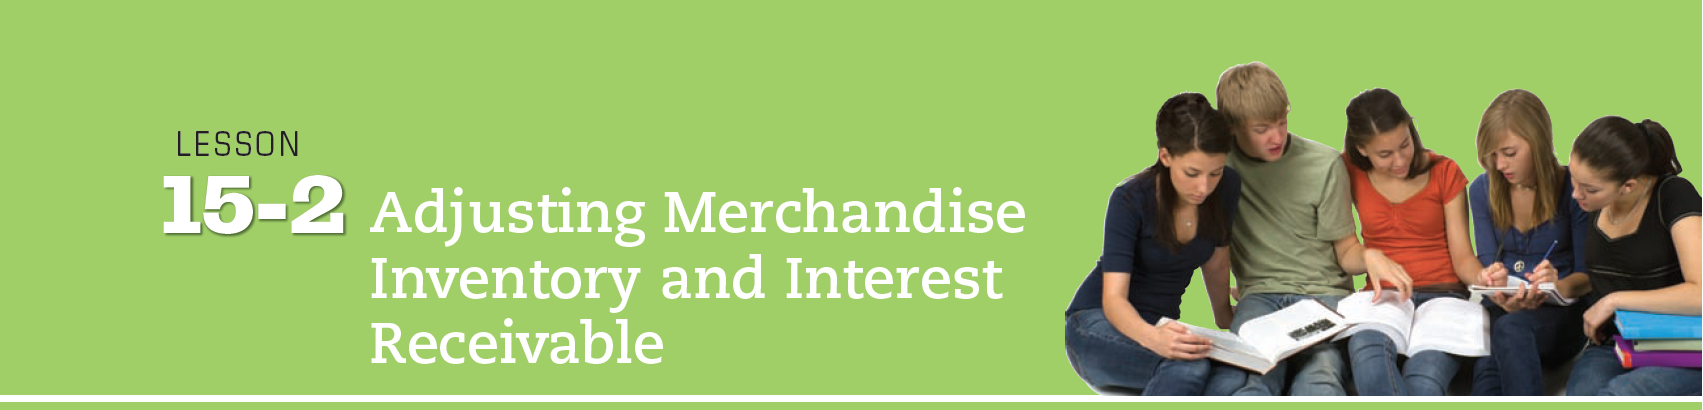 LESSON
15-2 Adjusting Merchandise
Inventory and Interest
Receivable